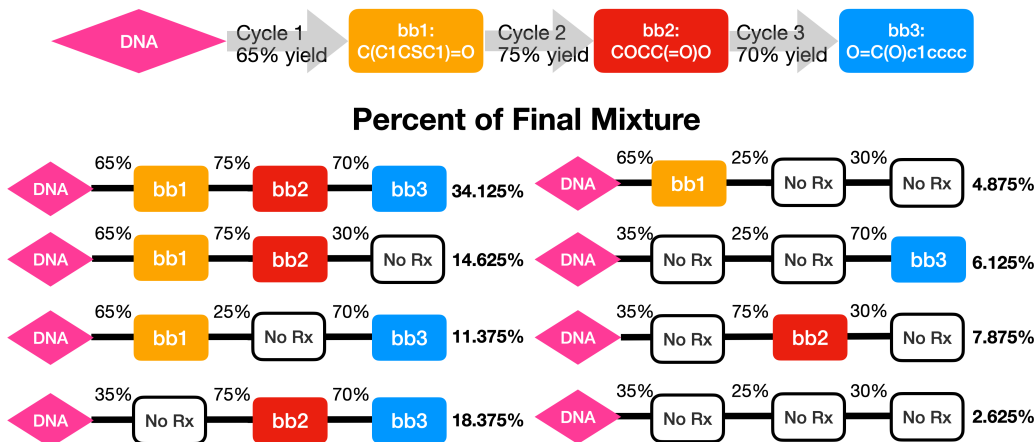 DNA
Cycle 1
65% yield
bb1:
C(C1CSC1)=O
Cycle 2
75% yield
bb2:
COCC(=O)O
Cycle 3
70% yield
bb3:
O=C(O)c1cccc
Percent of Final Mixture
DNA 65% bb1 75% bb2 70% bb3 34.125%
DNA 65% bb1 75% bb2 30% No Rx 14.625%
DNA 65% bb1 25% No Rx 70% bb3 11.375%
DNA 35% No Rx 75% bb2 70% bb3 18.375%
DNA 65% bb1 25% No Rx 30% No Rx 4.875%
DNA 35% No Rx 25% No Rx 70% bb3 6.125%
DNA 35% No Rx 75% bb2 30% No Rx 7.875%
DNA 35% No Rx 25% No Rx 30% No Rx 2.625%